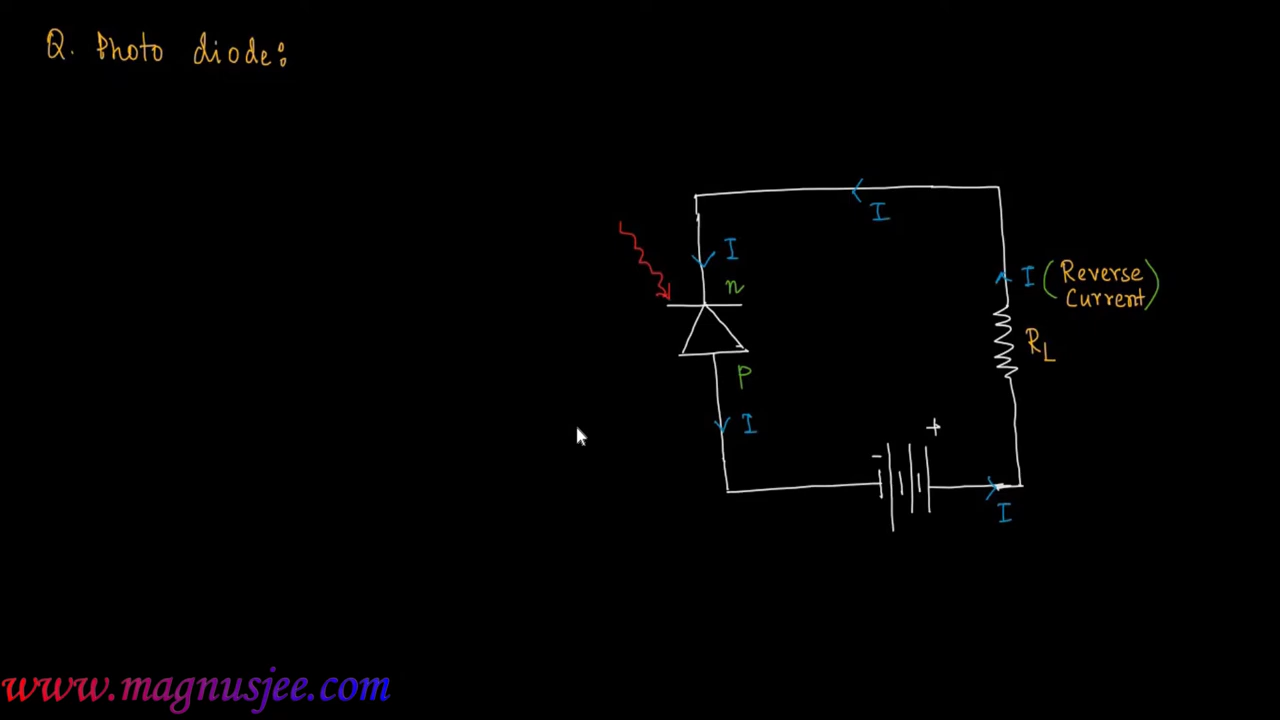 Q. Photo diode:
I
I
n
I (Reverse
Current)
R_L
P
I
+
-
I
www.magnusjee.com